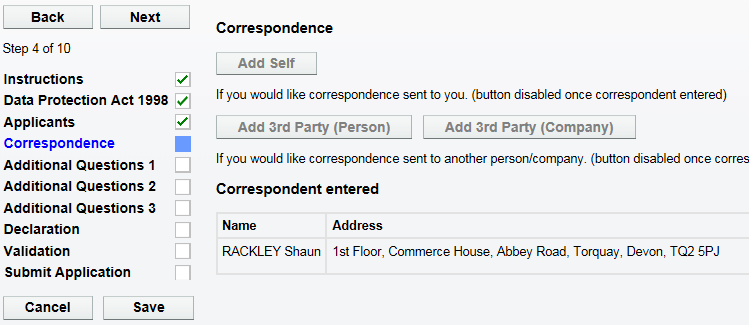 Back Next
Step 4 of 10
Instructions
Data Protection Act 1998
Applicants
Correspondence
Additional Questions 1
Additional Questions 2
Additional Questions 3
Declaration
Validation
Submit Application
Cancel Save
Correspondence
Add Self
If you would like correspondence sent to you. (button disabled once correspondent entered)
Add 3rd Party (Person) Add 3rd Party (Company)
If you would like correspondence sent to another person/company. (button disabled once corres
Correspondent entered
Name Address
RACKLEY Shaun 1st Floor, Commerce House, Abbey Road, Torquay, Devon, TQ2 5PJ